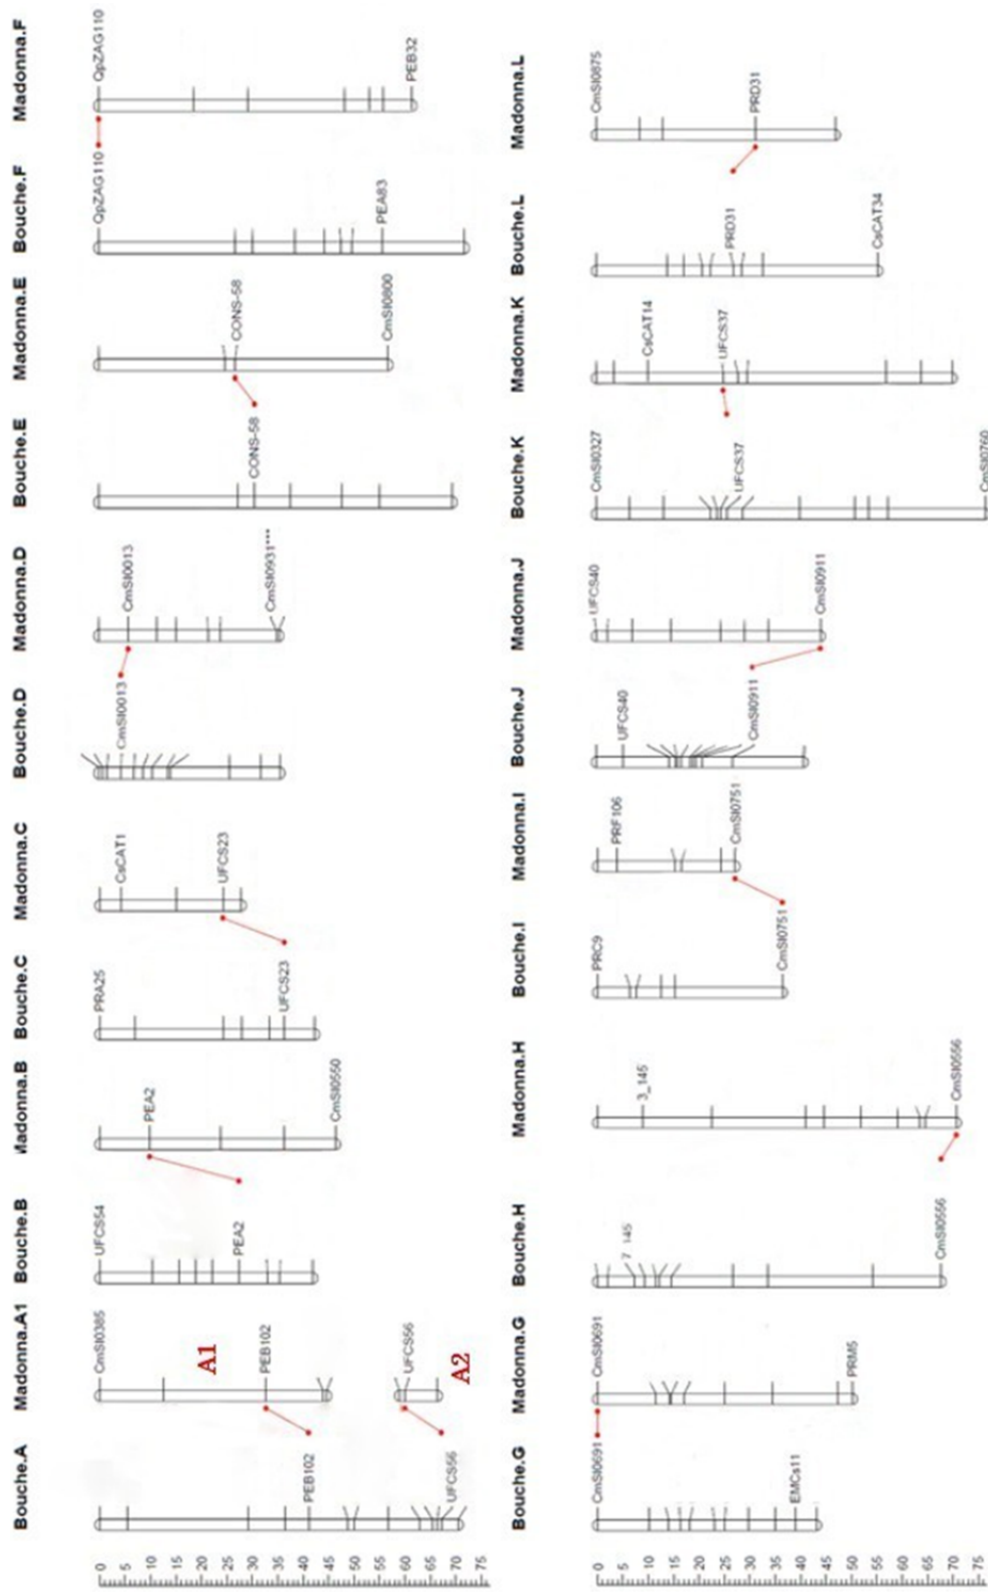 Bouche.A
Madonna.A1
Bouche.B
Madonna.B
Bouche.C
Madonna.C
Bouche.D
Madonna.D
Bouche.E
Madonna.E
Bouche.F
Madonna.F
0
5
10
15
20
25
30
35
40
45
50
55
60
65
70
75
PEB102
UFCS56
CmSI0385
PEB102
A1
UFCS56
A2
UFCS54
PEA2
PEA2
CmSI0550
PRA25
UFCS23
CsCAT1
UFCS23
CmSI0013
CmSI0013
CmSI0931***
CONS-58
CONS-58
CmSI0800
QpZAG110
PEA83
QpZAG110
PEB32
Bouche.G
Madonna.G
Bouche.H
Madonna.H
Bouche.I
Madonna.I
Bouche.J
Madonna.J
Bouche.K
Madonna.K
Bouche.L
Madonna.L
0
5
10
15
20
25
30
35
40
45
50
55
60
65
70
75
CmSI0691
EMCs11
CmSI0691
PRM5
7_145
CmSI0556
3_145
CmSI0556
PRC9
CmSI0751
PRF106
CmSI0751
UFCS40
CmSI0911
UFCS40
CmSI0911
CmSI0327
UFCS37
CmSI0760
CsCAT14
UFCS37
PRD31
CsCAT34
CmSI0875
PRD31